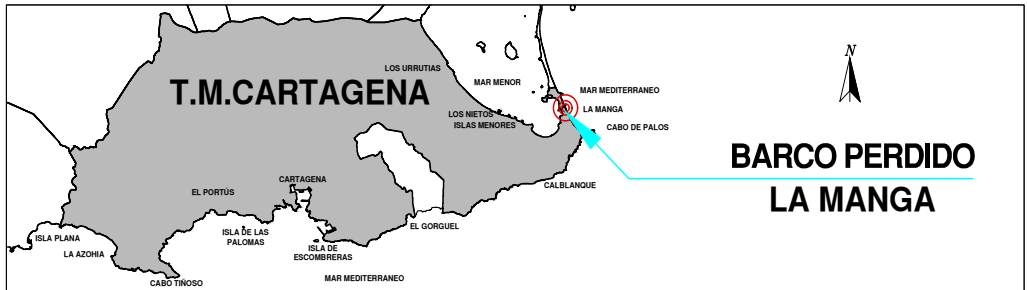 LOS URRUTIAS
T.M.CARTAGENA
MAR MENOR
MAR MEDITERRANEO
LA MANGA
LOS NIETOS
ISLAS MENORES
CABO DE PALOS
N
BARCO PERDIDO
LA MANGA
CARTAGENA
EL PORTÚS
CALBLANQUE
ISLA PLANA
LA AZOHIA
ISLA DE LAS
PALOMAS
EL GORGUEL
ISLA DE
ESCOMBRERAS
CABO TIÑOSO
MAR MEDITERRANEO